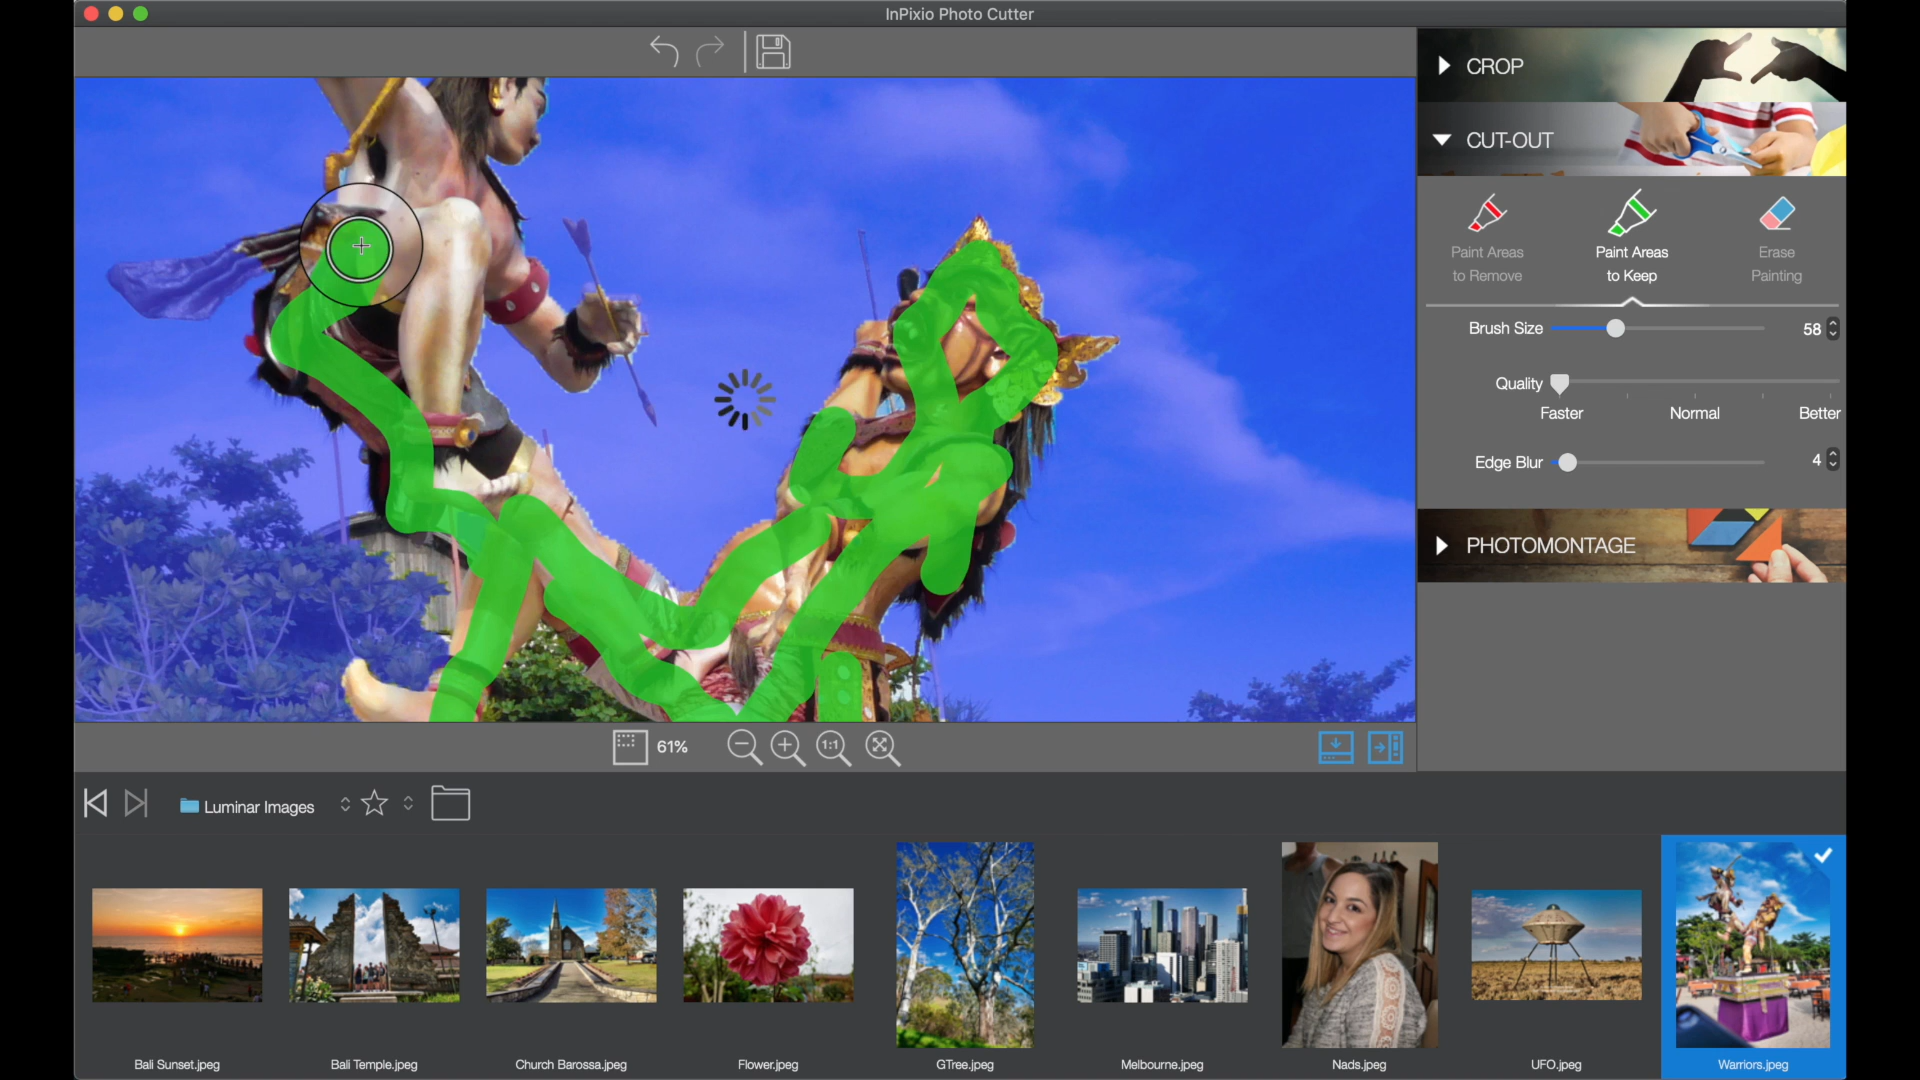 InPixio Photo Cutter
CROP
CUT-OUT
Paint Areas
to Remove
Paint Areas
to Keep
Erase
Painting
Brush Size
58
Quality
Faster
Normal
Better
Edge Blur
4
PHOTOMONTAGE
61%
1:1
Luminar Images
Bali Sunset.jpeg
Bali Temple.jpeg
Church Barossa.jpeg
Flower.jpeg
GTree.jpeg
Melbourne.jpeg
Nads.jpeg
UFO.jpeg
Warriors.jpeg